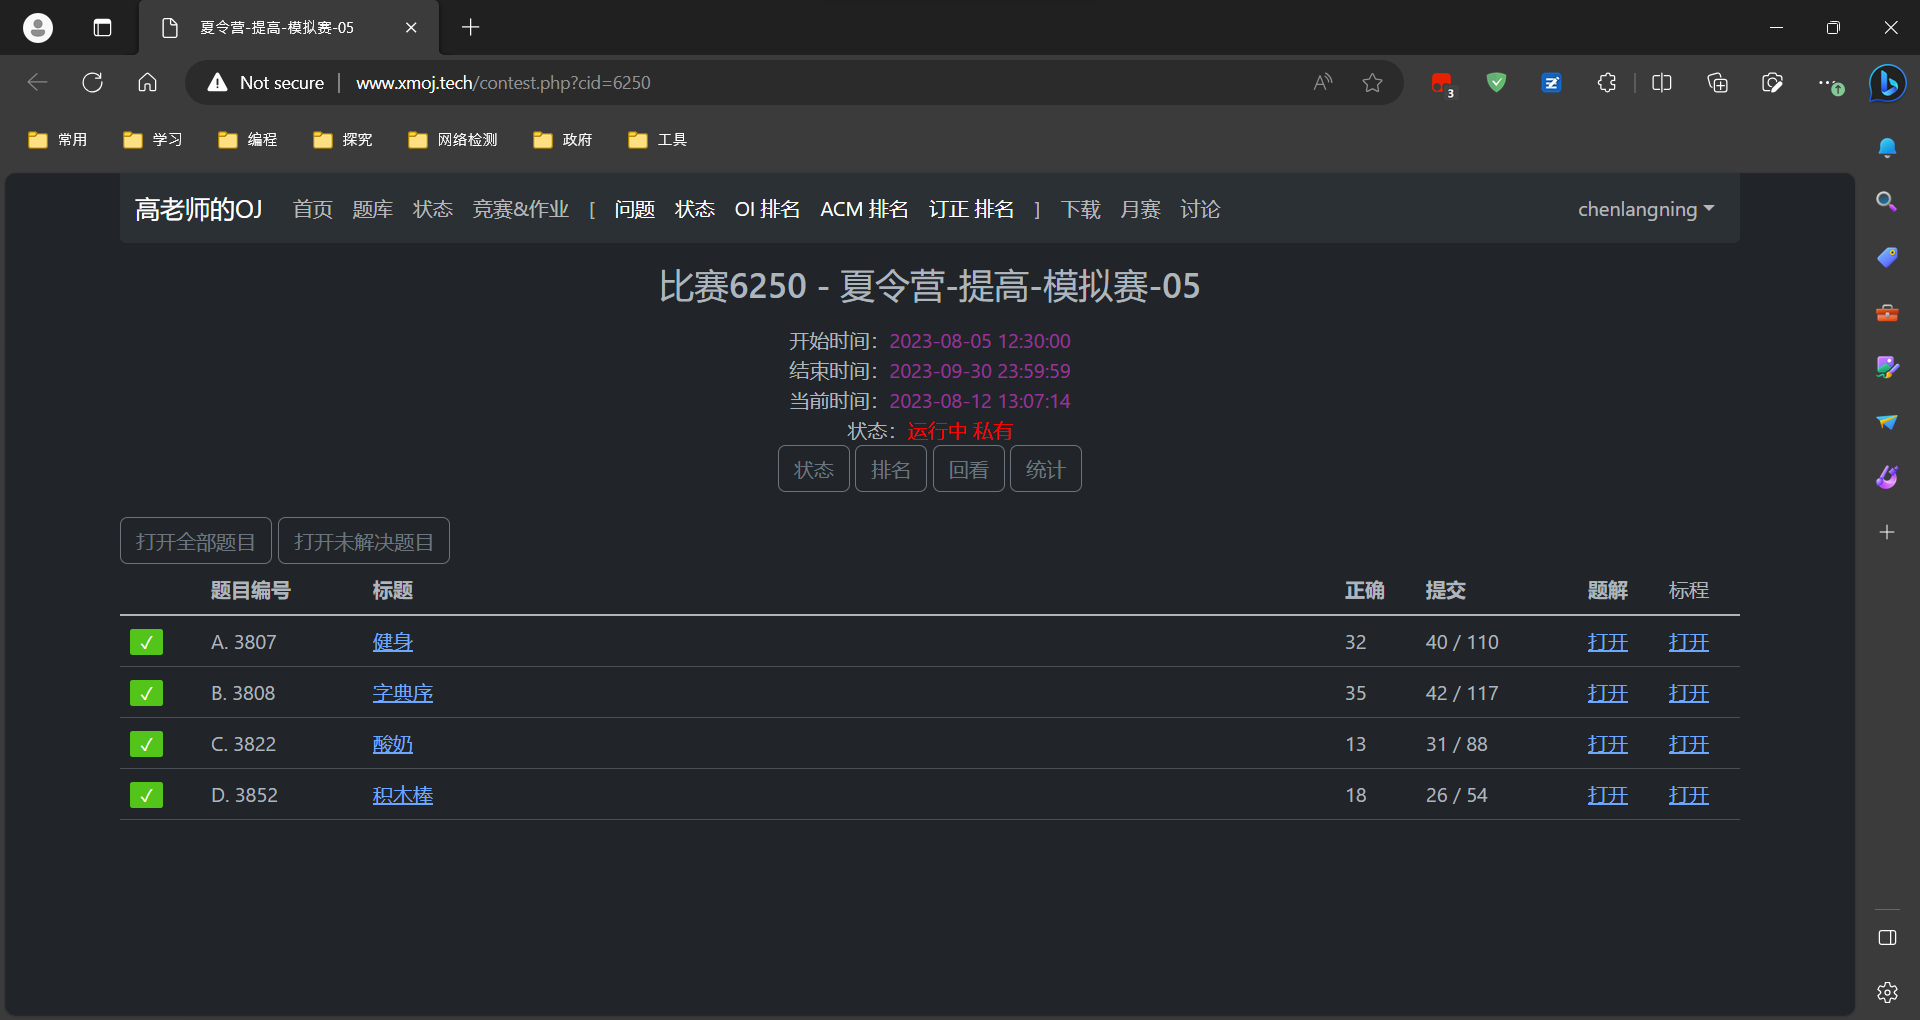 夏令营-提高-模拟赛-05
Not secure | www.xmoj.tech/contest.php?cid=6250
3
常用 学习 编程 探究 网络检测 政府 工具
高老师的OJ 首页 题库 状态 竞赛&作业 [ 问题 状态 OI 排名 ACM 排名 订正 排名 ] 下载 月赛 讨论 chenlangning
比赛6250 - 夏令营-提高-模拟赛-05
开始时间：2023-08-05 12:30:00
结束时间：2023-09-30 23:59:59
当前时间：2023-08-12 13:07:14
状态：运行中 私有
状态 排名 回看 统计
打开全部题目 打开未解决题目
题目编号 标题 正确 提交 题解 标程
✓ A. 3807 健身 32 40 / 110 打开 打开
✓ B. 3808 字典序 35 42 / 117 打开 打开
✓ C. 3822 酸奶 13 31 / 88 打开 打开
✓ D. 3852 积木棒 18 26 / 54 打开 打开